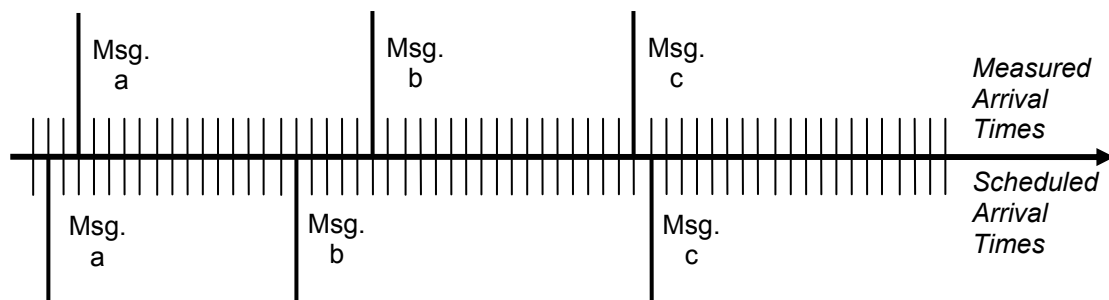 Msg.
a
Msg.
b
Msg.
c
Measured
Arrival
Times
Msg.
a
Msg.
b
Msg.
c
Scheduled
Arrival
Times